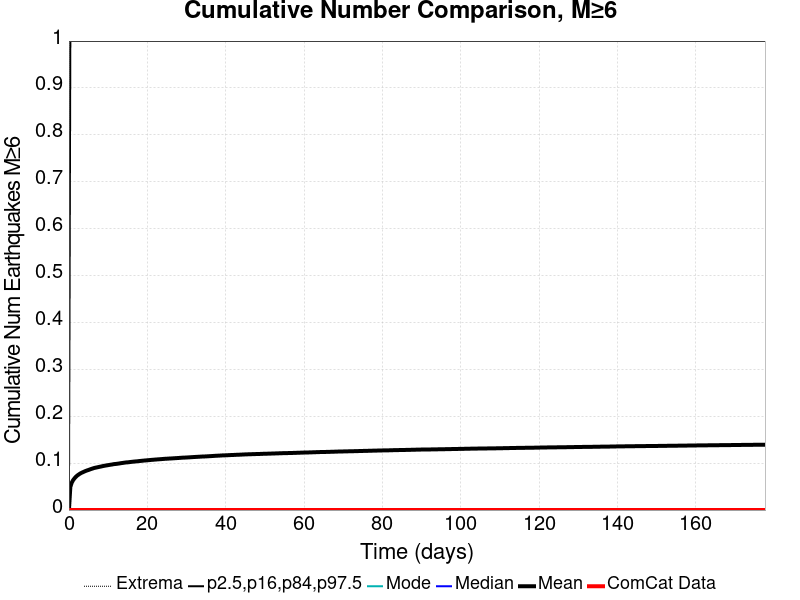 Cumulative Number Comparison, M≥6
Cumulative Num Earthquakes M≥6
1
0.9
0.8
0.7
0.6
0.5
0.4
0.3
0.2
0.1
0
0 20 40 60 80 100 120 140 160
Time (days)
Extrema p2.5,p16,p84,p97.5 Mode Median Mean ComCat Data